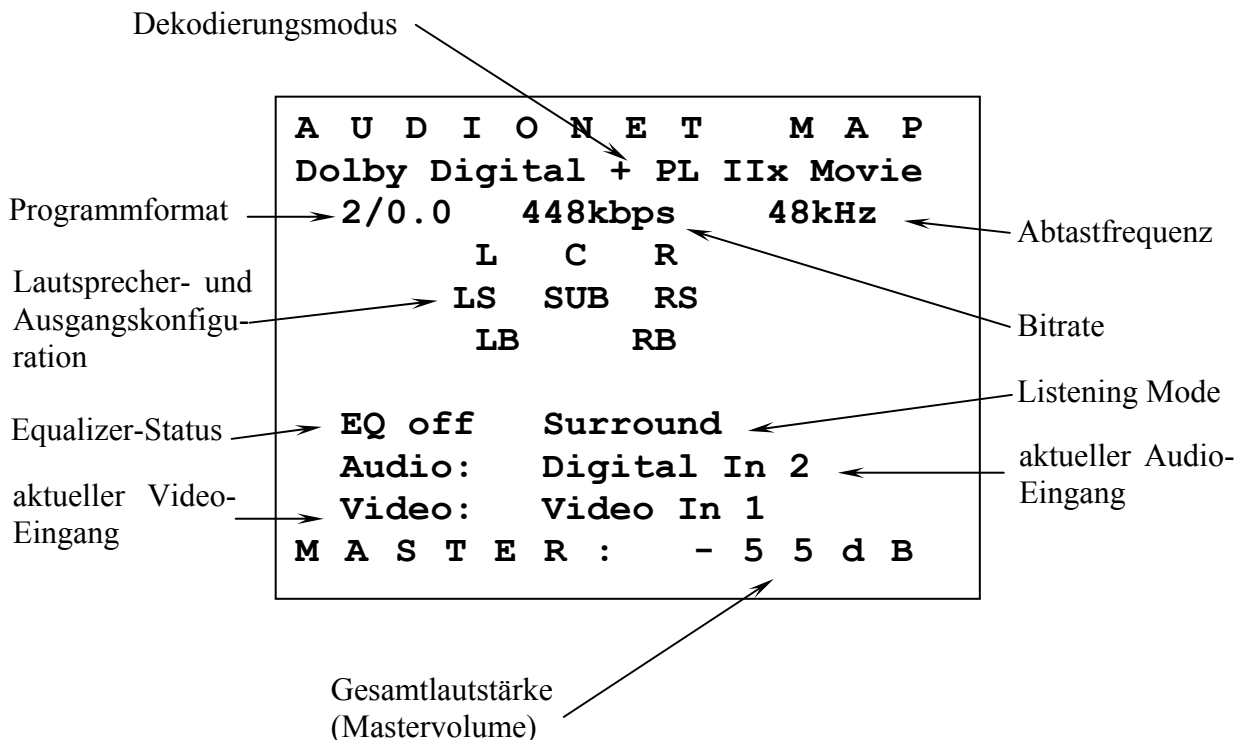 Dekodierungsmodus
A U D I O N E T M A P
Dolby Digital + PL IIx Movie
Programmformat
2/0.0 448kbps 48kHz
Abtastfrequenz
L C R
Lautsprecher- und
Ausgangskonfigu-
ration
LS SUB RS
LB RB
Bitrate
Listening Mode
Equalizer-Status
EQ off Surround
Audio: Digital In 2
aktueller Audio-
Eingang
aktueller Video-
Eingang
Video: Video In 1
M A S T E R : - 5 5 d B
Gesamtlautstärke
(Mastervolume)